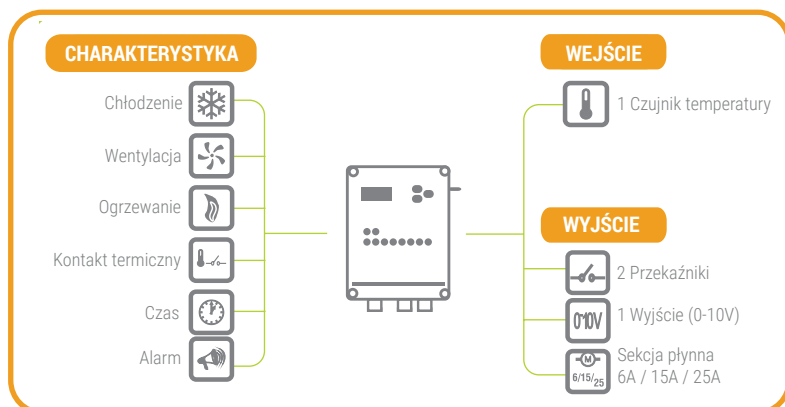 CHARAKTERYSTYKA
Chłodzenie
Wentylacja
Ogrzewanie
Kontakt termiczny
Czas
Alarm
WEJŚCIE
1 Czujnik temperatury
WYJŚCIE
2 Przekaźniki
0-10V
1 Wyjście (0-10V)
M
6/15/25
Sekcja płynna
6A / 15A / 25A